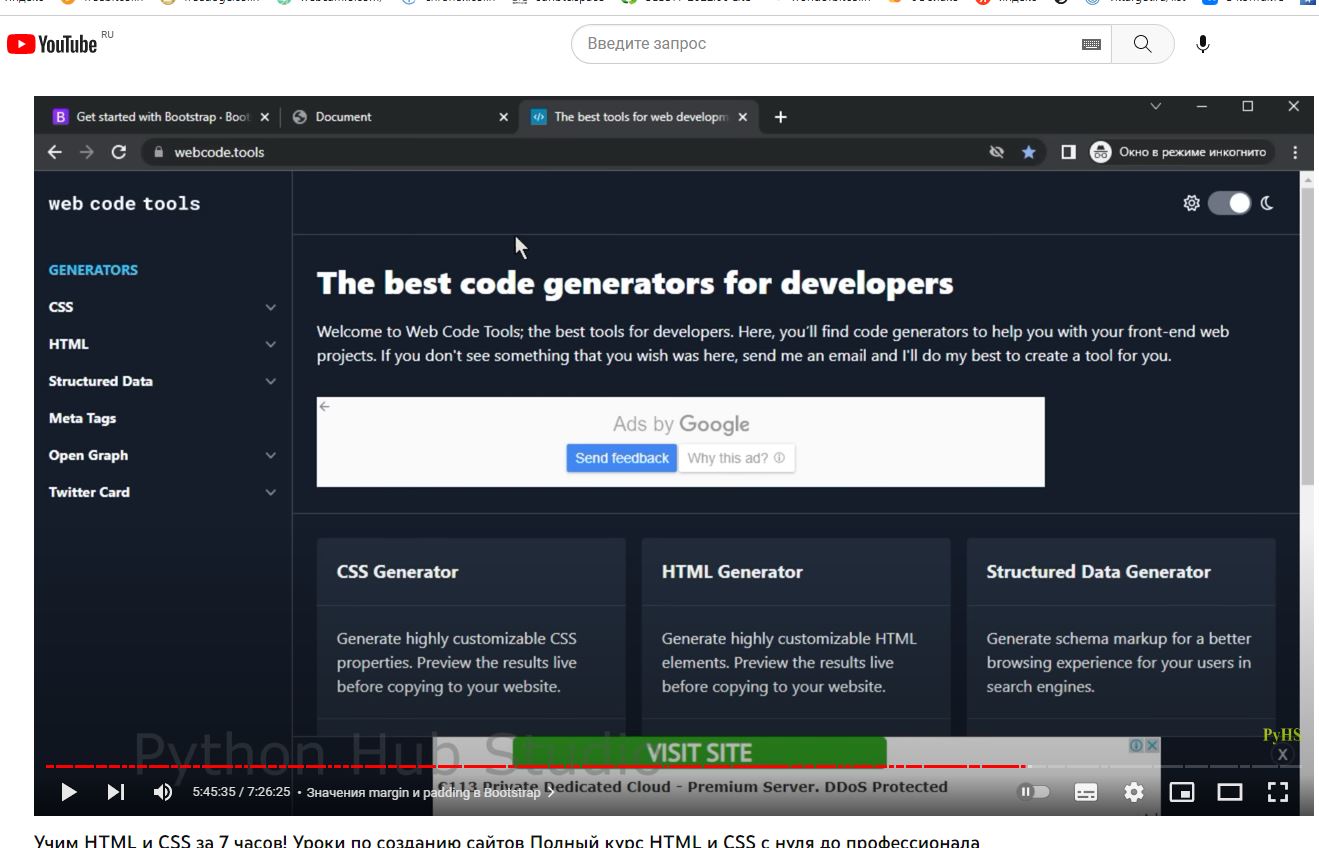 YouTube RU
Введите запрос
Get started with Bootstrap · Boot
Document
The best tools for web developm
webcode.tools
Окно в режиме инкогнито
web code tools
GENERATORS
CSS
HTML
Structured Data
Meta Tags
Open Graph
Twitter Card
The best code generators for developers
Welcome to Web Code Tools; the best tools for developers. Here, you'll find code generators to help you with your front-end web
projects. If you don't see something that you wish was here, send me an email and I'll do my best to create a tool for you.
Ads by Google
Send feedback
Why this ad?
CSS Generator
Generate highly customizable CSS
properties. Preview the results live
before copying to your website.
HTML Generator
Generate highly customizable HTML
elements. Preview the results live
before copying to your website.
Structured Data Generator
Generate schema markup for a better
browsing experience for your users in
search engines.
Python Hub Studio
VISIT SITE
PyHS
113 Private Dedicated Cloud - Premium Server. DDoS Protected
5:45:35 / 7:26:25 • Значения margin и padding в Bootstrap
Учим HTML и CSS за 7 часов! Уроки по созданию сайтов Полный курс HTML и CSS с нуля до профессионала